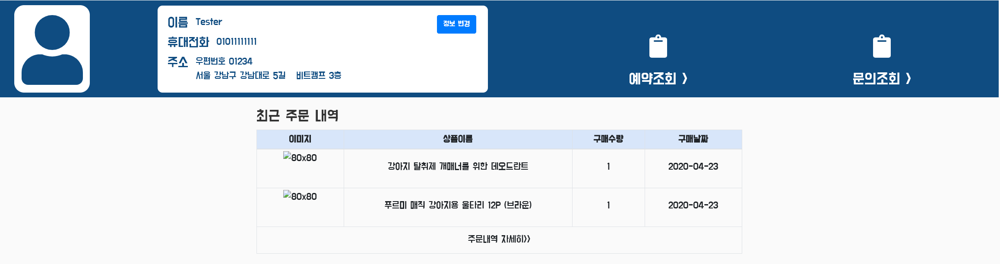 이름 Tester
정보 변경
휴대전화 01011111111
주소 우편번호 01234
서울 강남구 강남대로 5길 비트캠프 3층
예약조회 >
문의조회 >
최근 주문 내역
이미지 상품이름 구매수량 구매날짜
80x80 강아지 탈취제 개매너를 위한 데오드란트 1 2020-04-23
80x80 푸르미 매직 강아지용 울타리 12P (브라운) 1 2020-04-23
주문내역 자세히>>